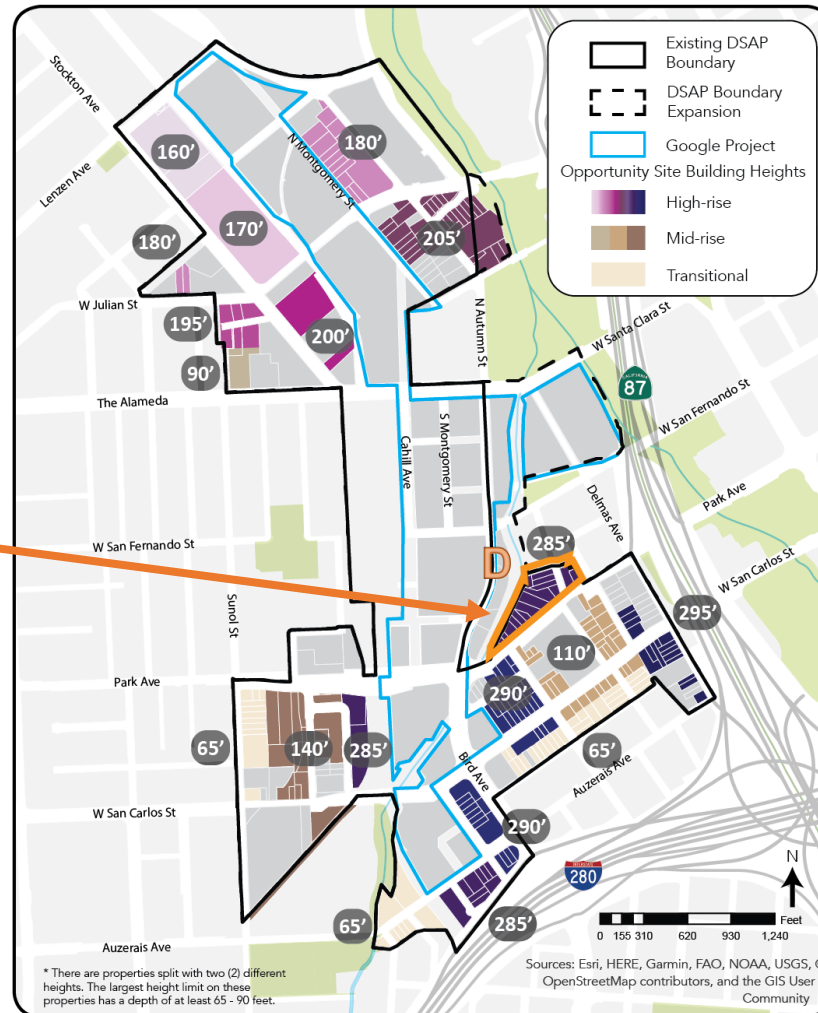 Existing DSAP
Boundary
DSAP Boundary
Expansion
Google Project
Opportunity Site Building Heights
High-rise
Mid-rise
Transitional
Stockton Ave
Lenzen Ave
160'
N Montgomery St
180'
170'
205'
180'
W Julian St
195'
200'
90'
N Autumn St
W Santa Clara St
CALIFORNIA
87
The Alameda
W San Fernando St
Cahill Ave
S Montgomery St
Park Ave
Delmas Ave
W San Fernando St
285'
W San Carlos St
D
Sunol St
295'
110'
Park Ave
290'
65'
140'
285'
65'
Bird Ave
Auzerais Ave
W San Carlos St
290'
INTERSTATE
280
N
65'
285'
Feet
0 155 310 620 930 1,240
Auzerais Ave
* There are properties split with two (2) different
heights. The largest height limit on these
properties has a depth of at least 65 - 90 feet.
Sources: Esri, HERE, Garmin, FAO, NOAA, USGS,
OpenStreetMap contributors, and the GIS User
Community